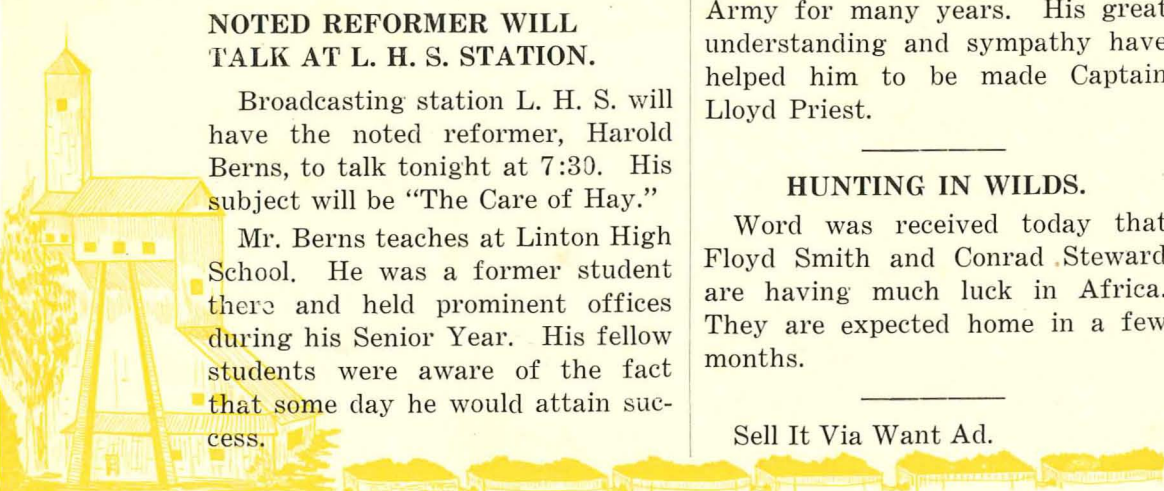 NOTED REFORMER WILL
TALK AT L. H. S. STATION.
Broadcasting station L. H. S. will
have the noted reformer, Harold
Berns, to talk tonight at 7:30. His
subject will be "The Care of Hay."
Mr. Berns teaches at Linton High
School. He was a former student
there and held prominent offices
during his Senior Year. His fellow
students were aware of the fact
that some day he would attain suc-
cess.
Army for many years. His great
understanding and sympathy have
helped him to be made Captain
Lloyd Priest.
HUNTING IN WILDS.
Word was received today that
Floyd Smith and Conrad Steward
are having much luck in Africa.
They are expected home in a few
months.
Sell It Via Want Ad.